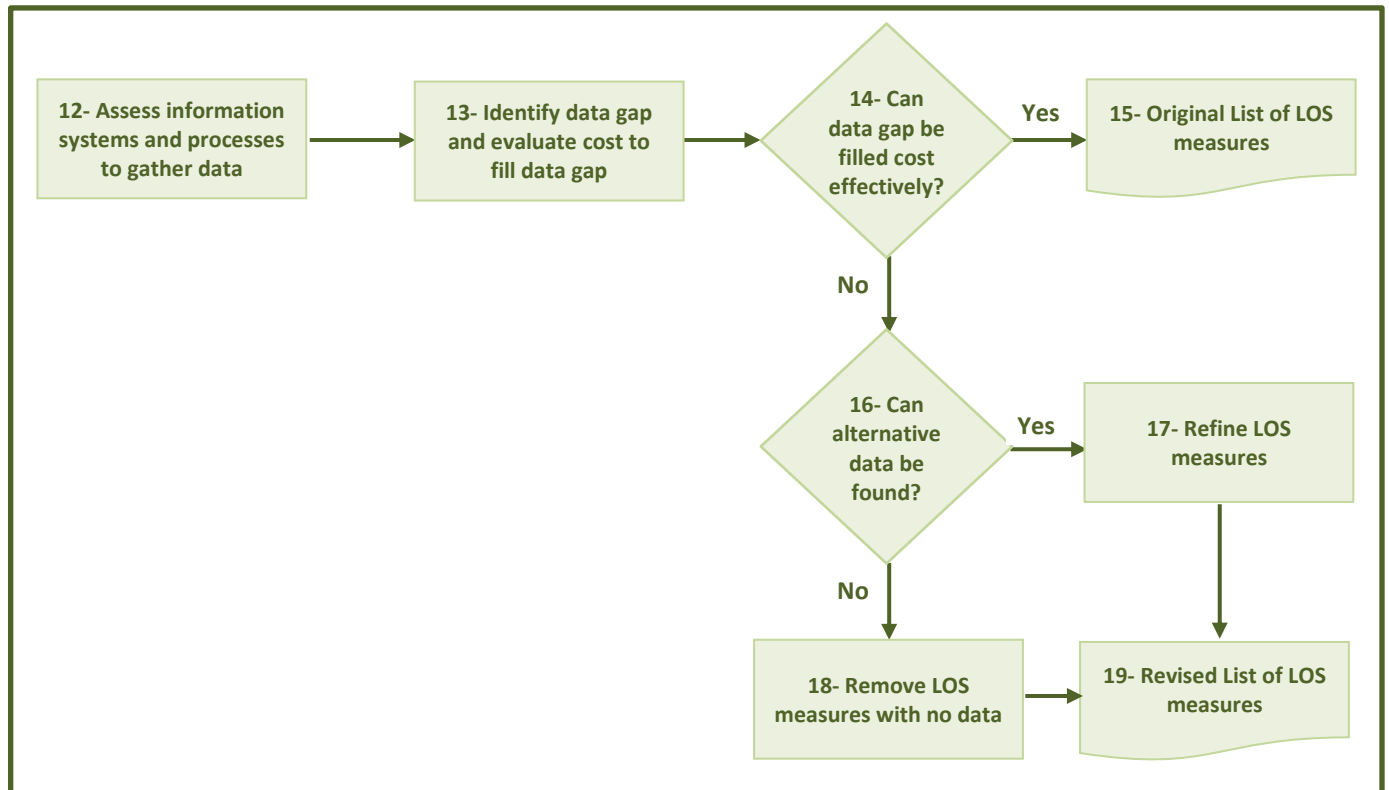 12- Assess information
systems and processes
to gather data
13- Identify data gap
and evaluate cost to
fill data gap
14- Can
data gap be
filled cost
effectively?
Yes
15- Original List of LOS
measures
No
16- Can
alternative
data be
found?
Yes
17- Refine LOS
measures
No
18- Remove LOS
measures with no data
19- Revised List of LOS
measures